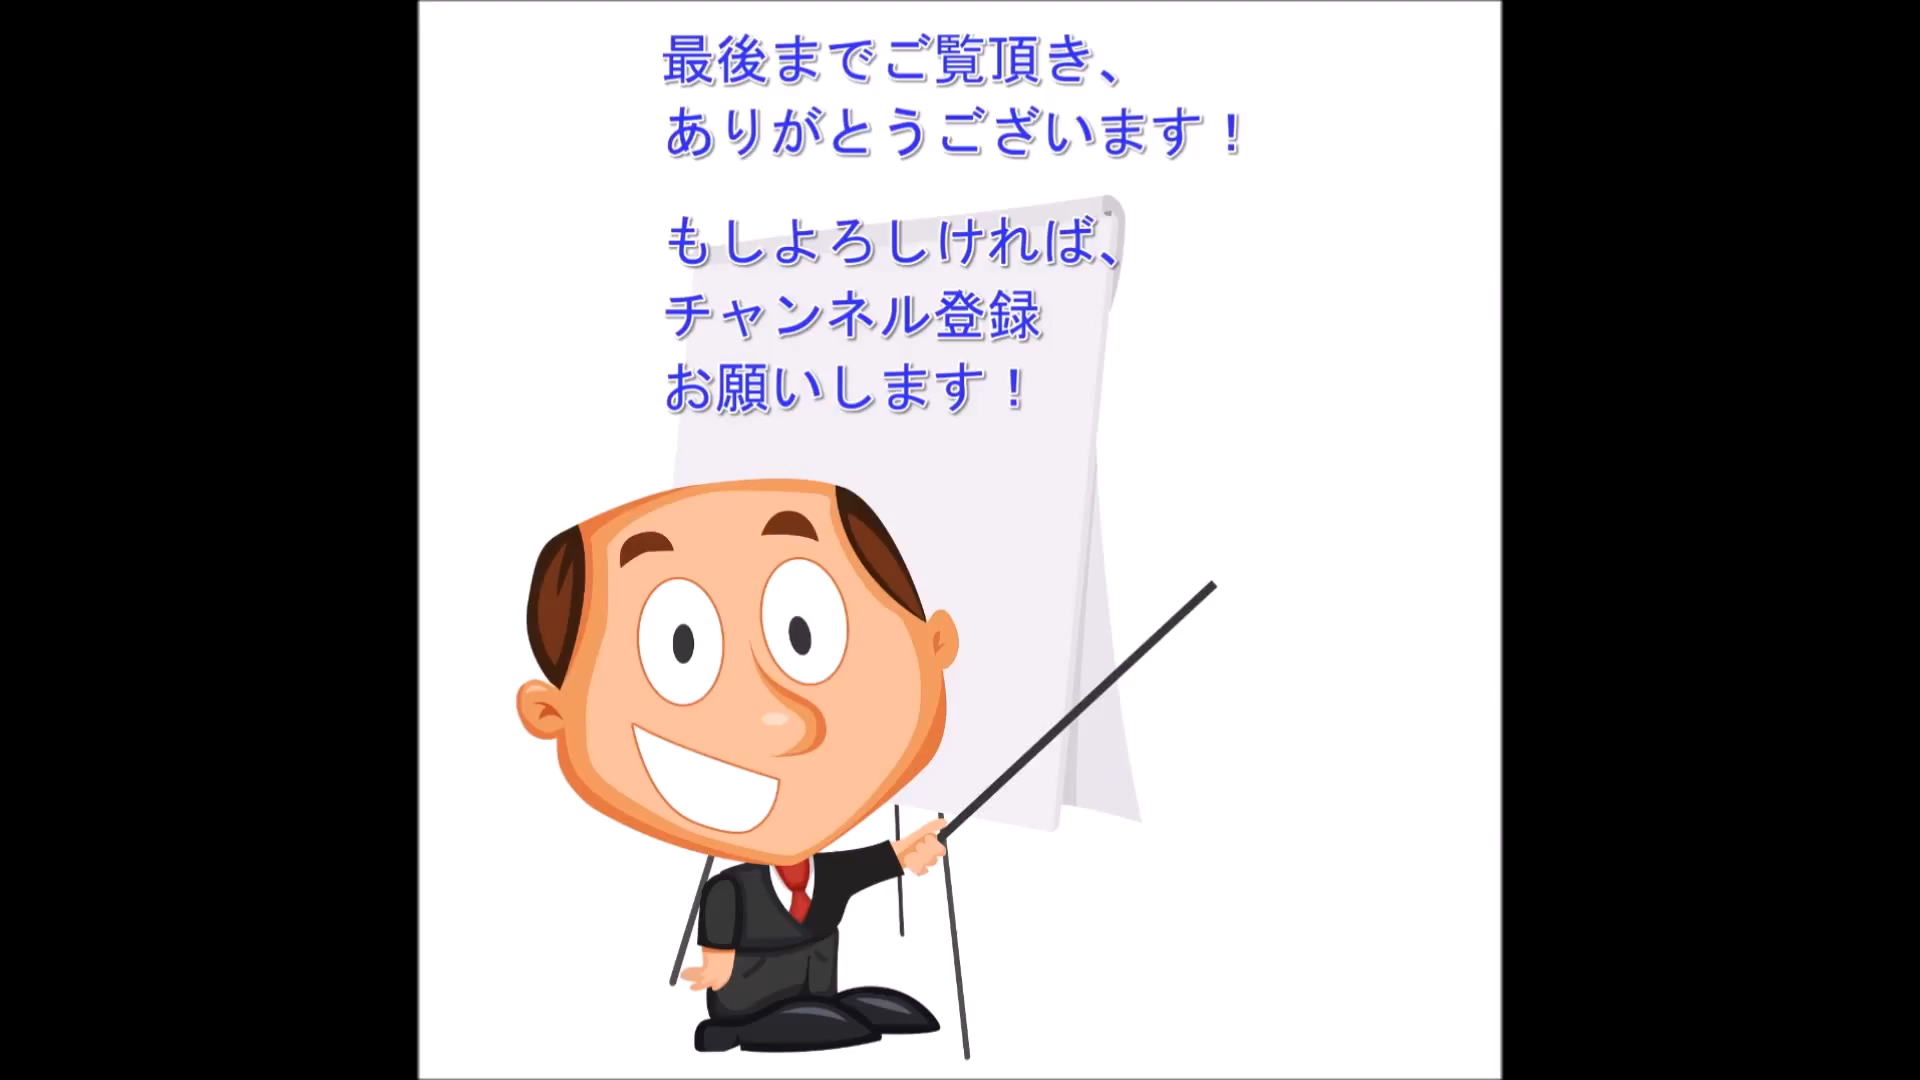 最後までご覧頂き、
ありがとうございます！
もしよろしければ、
チャンネル登録
お願いします！